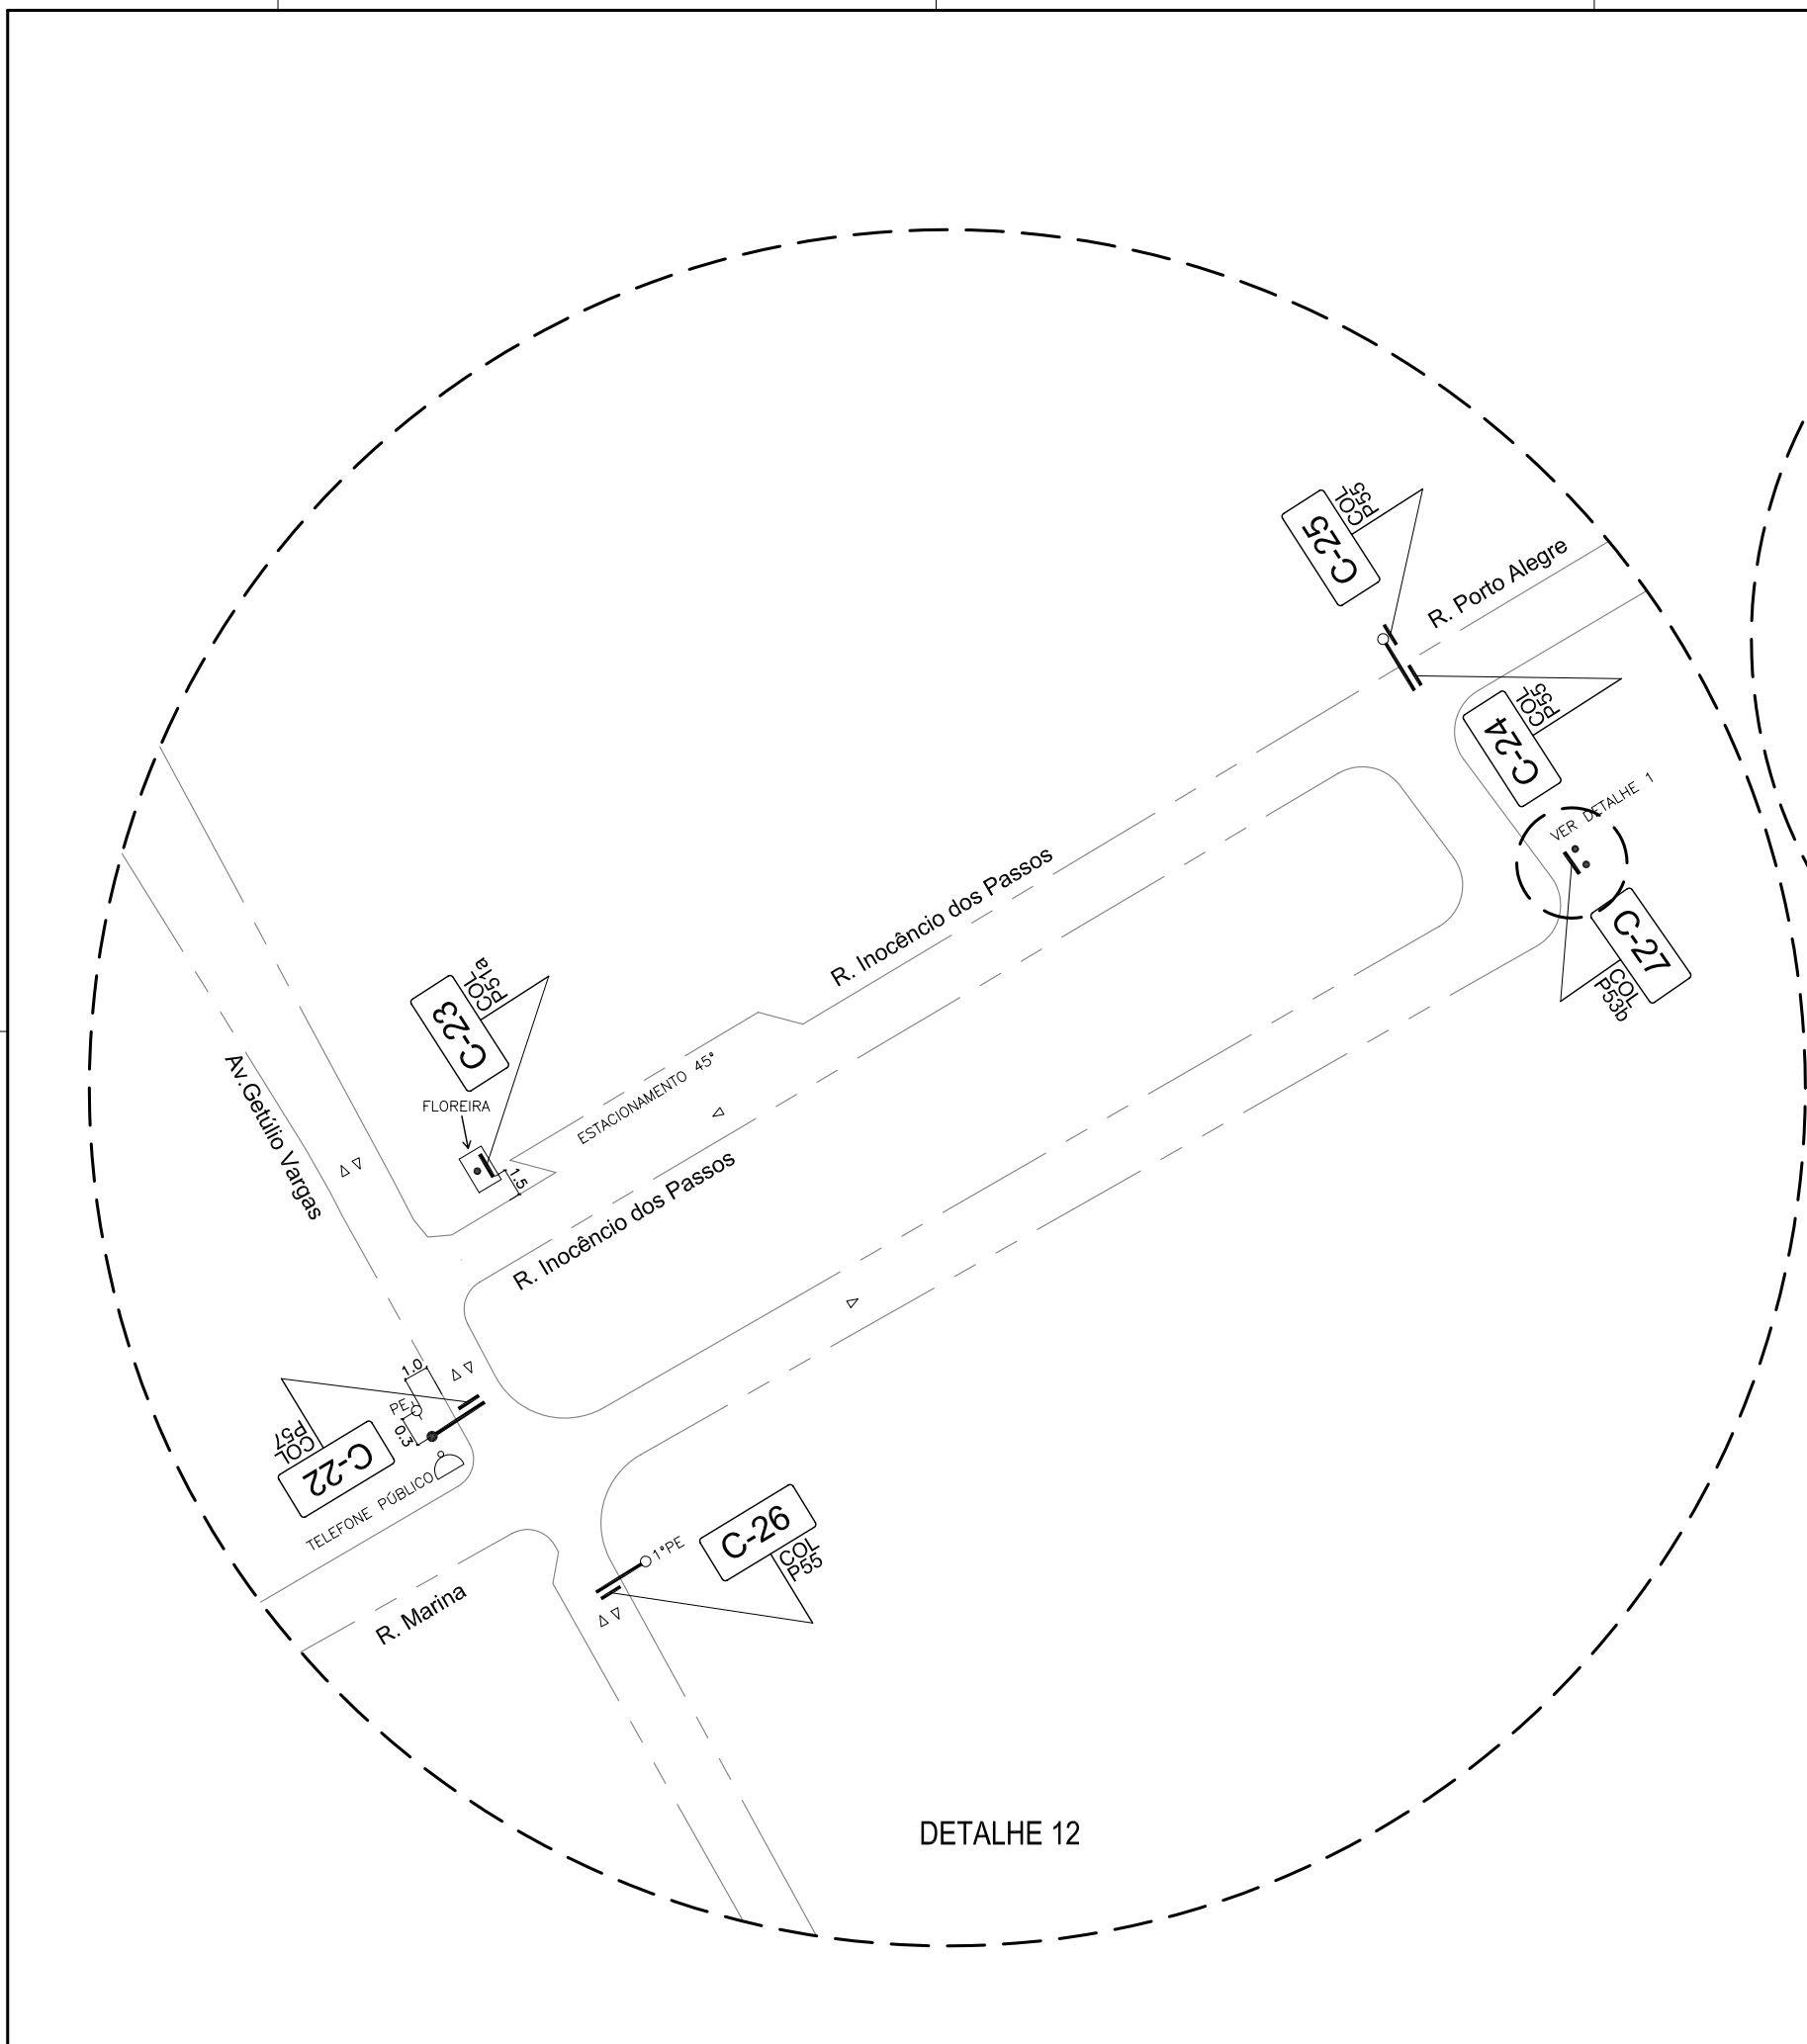 C-25
COL
P55
R. Porto Alegre
C-24
COL
P55
VER DETALHE 1
C-27
COL
P53b
R. Inocêncio dos Passos
C-23
COL
P51a
FLOREIRA
ESTACIONAMENTO 45°
1.5
Av.Getúlio Vargas
R. Inocêncio dos Passos
1.0
PE
0.3
C-22
COL
P57
TELEFONE PÚBLICO
C-26
COL
P55
1°PE
R. Marina
DETALHE 12